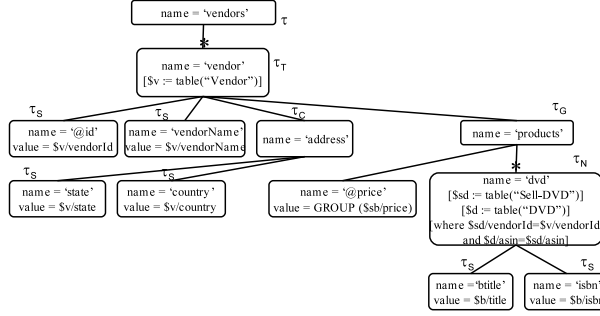 name = ‘vendors’
τ
*
name = ‘vendor’
[$v := table(“Vendor”)]
τT
τS
τS
τC
τG
name = ‘@id’
value = $v/vendorId
name = ‘vendorName’
value = $v/vendorName
name = ‘address’
name = ‘products’
τS
τS
*
τN
name = ‘state’
value = $v/state
name = ‘country’
value = $v/country
name = ‘@price’
value = GROUP ($sb/price)
name = ‘dvd’
[$sd := table(“Sell-DVD”)]
[$d := table(“DVD”)]
[where $sd/vendorId=$v/vendorId
and $d/asin=$sd/asin]
τS
τS
name =‘btitle’
value = $b/title
name = ‘isbn’
value = $b/isbn